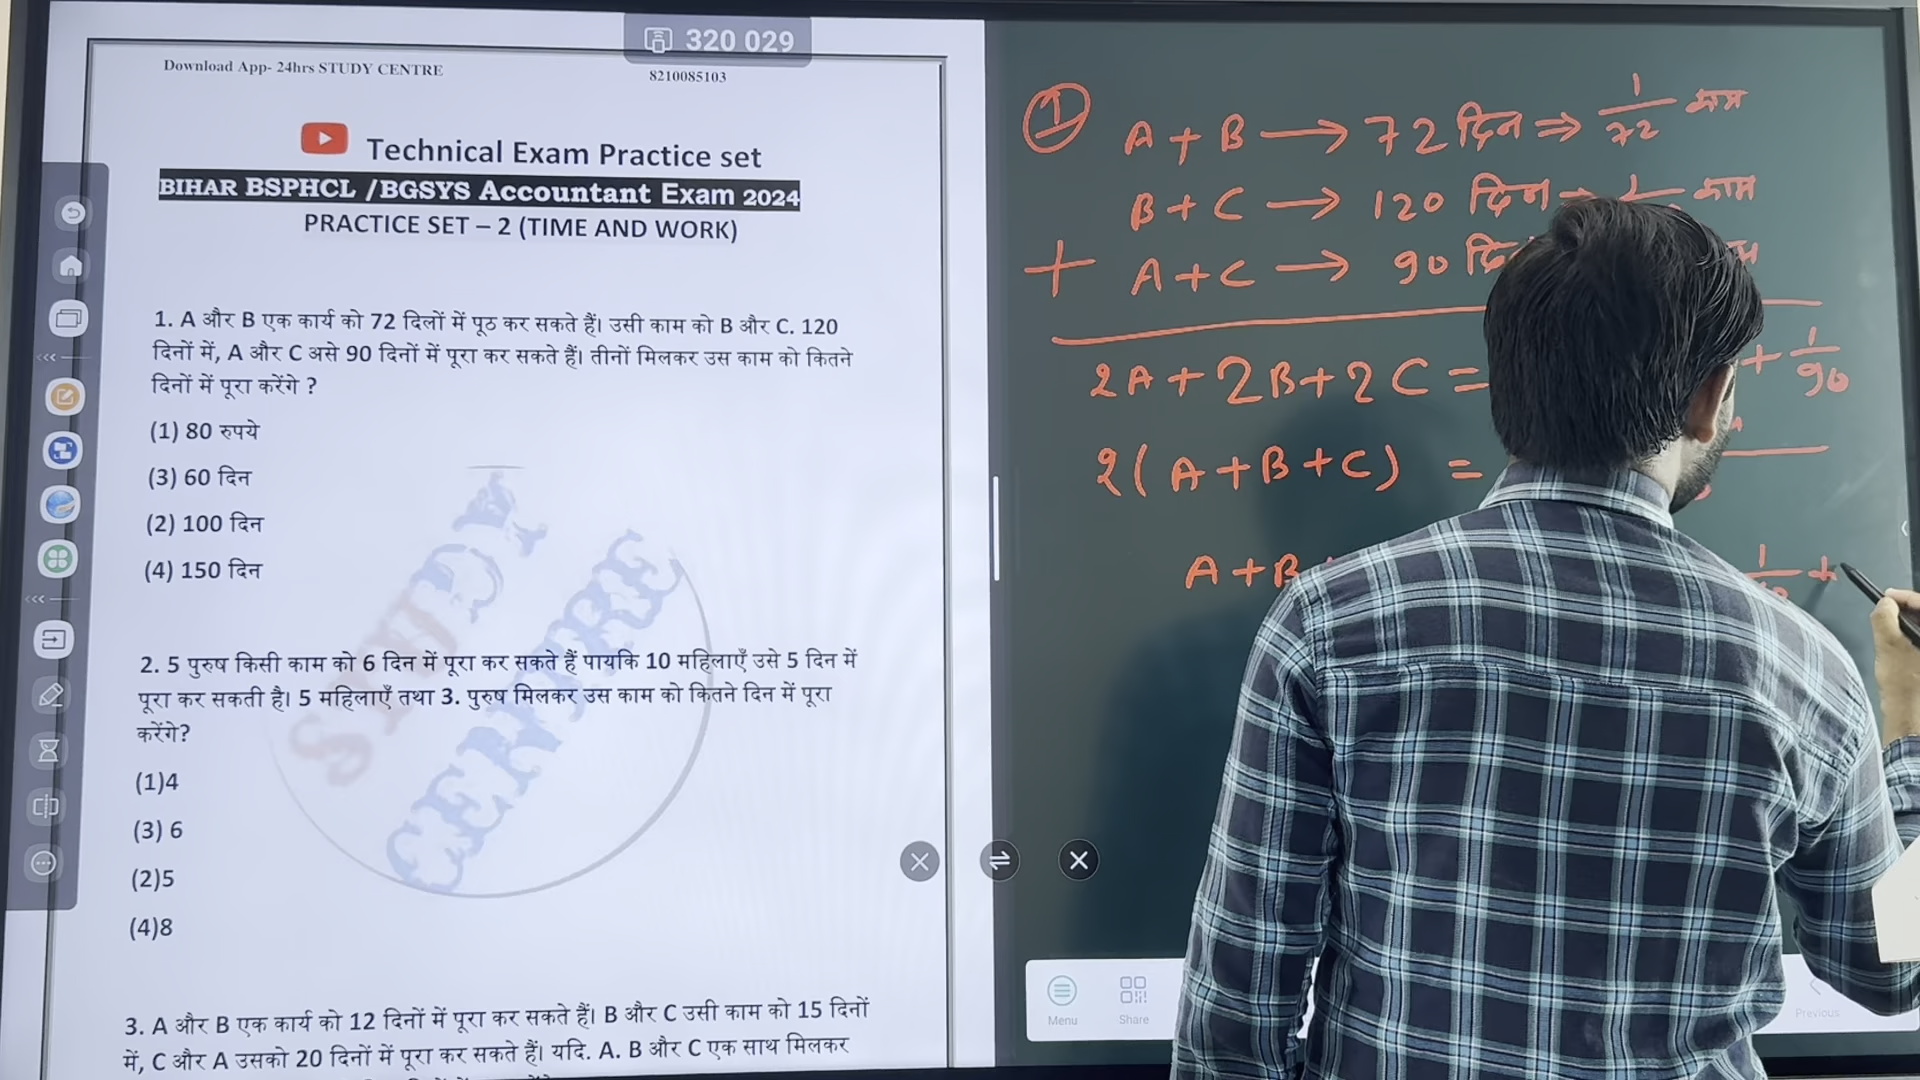 320 029
Download App- 24hrs STUDY CENTRE
8210085103
Technical Exam Practice set
BIHAR BSPHCL /BGSYS Accountant Exam 2024
PRACTICE SET – 2 (TIME AND WORK)
1. A और B एक कार्य को 72 दिलों में पूठ कर सकते हैं। उसी काम को B और C. 120
दिनों में, A और C असे 90 दिनों में पूरा कर सकते हैं। तीनों मिलकर उस काम को कितने
दिनों में पूरा करेंगे ?
(1) 80 रुपये
(3) 60 दिन
(2) 100 दिन
(4) 150 दिन
2. 5 पुरुष किसी काम को 6 दिन में पूरा कर सकते हैं पायकि 10 महिलाएँ उसे 5 दिन में
पूरा कर सकती है। 5 महिलाएँ तथा 3. पुरुष मिलकर उस काम को कितने दिन में पूरा
करेंगे?
(1)4
(3) 6
(2)5
(4)8
3. A और B एक कार्य को 12 दिनों में पूरा कर सकते हैं। B और C उसी काम को 15 दिनों
में, C और A उसको 20 दिनों में पूरा कर सकते हैं। यदि. A. B और C एक साथ मिलकर
STUDY
CENTRE
① A + B → 72 दिन ⇒ 1/72 काम
B + C → 120 दिन काम
+ A + C → 90
2A + 2B + 2C = + 1/90
2(A + B + C) =
A + B
Menu
Share
Previous